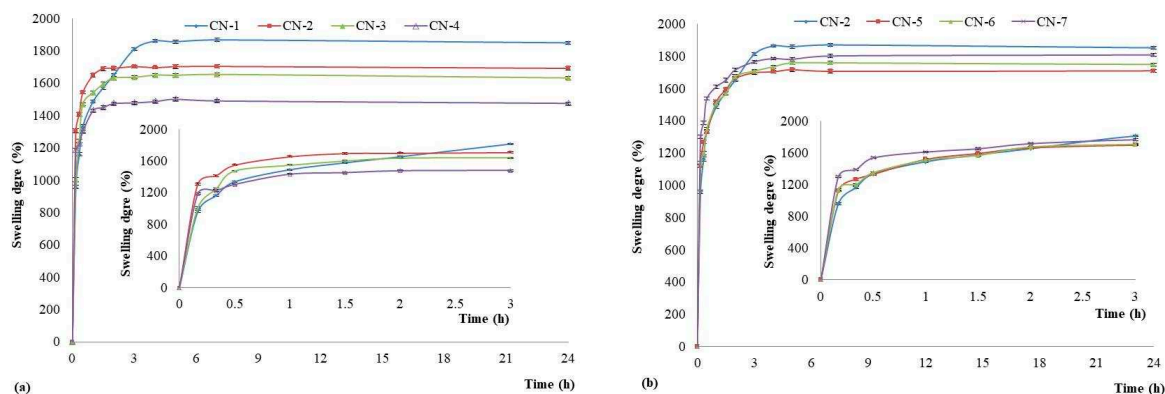 CN-1 CN-2 CN-3 CN-4
2000
1800
1600
1400
1200
1000
800
600
400
200
0
Swelling dgree (%)
2000
1600
1200
800
400
0
Swelling dgre (%)
0 0.5 1 1.5 2 2.5 3
Time (h)
0 3 6 9 12 15 18 21 24
Time (h)
(a)
CN-2 CN-5 CN-6 CN-7
2000
1800
1600
1400
1200
1000
800
600
400
200
0
Swelling degre (%)
2000
1600
1200
800
400
0
Swelling degre (%)
0 0.5 1 1.5 2 2.5 3
Time (h)
0 3 6 9 12 15 18 21 24
Time (h)
(b)